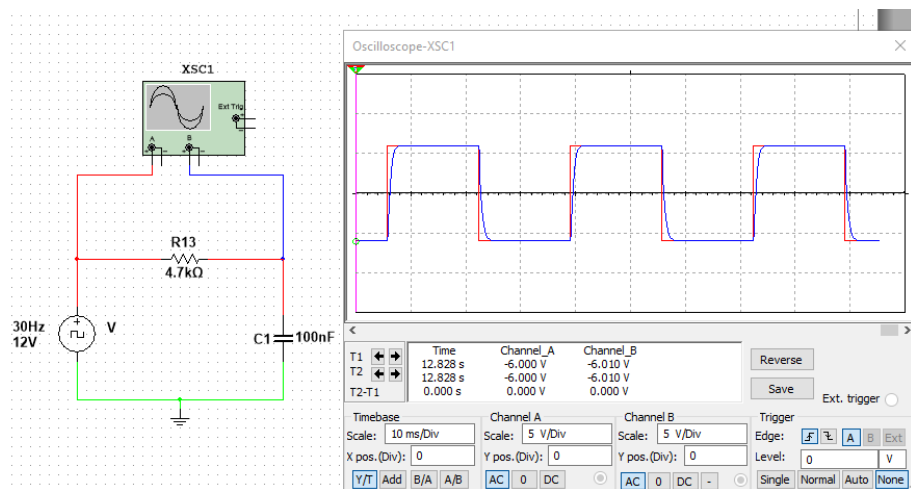 XSC1
Ext Trig
+
-
A
B
+ - + -
R13
4.7kΩ
30Hz
12V
V
+
C1
100nF
Oscilloscope-XSC1
T1
T2
T2-T1
Time Channel_A Channel_B
12.828 s -6.000 V -6.010 V
12.828 s -6.000 V -6.010 V
0.000 s 0.000 V 0.000 V
Reverse
Save
Ext. trigger
Timebase
Scale: 10 ms/Div
X pos.(Div): 0
Y/T Add B/A A/B
Channel A
Scale: 5 V/Div
Y pos.(Div): 0
AC 0 DC
Channel B
Scale: 5 V/Div
Y pos.(Div): 0
AC 0 DC -
Trigger
Edge: A B Ext
Level: 0 V
Single Normal Auto None